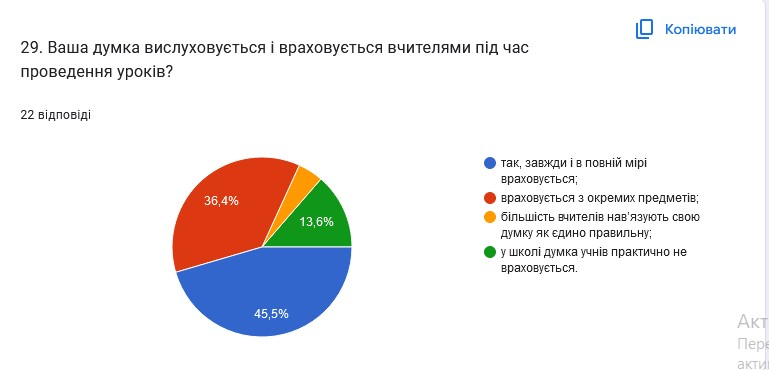 Копіювати
29. Ваша думка вислуховується і враховується вчителями під час
проведення уроків?
22 відповіді
36,4%
13,6%
45,5%
так, завжди і в повній мірі
враховується;
враховується з окремих предметів;
більшість вчителів нав'язують свою
думку як єдино правильну;
у школі думка учнів практично не
враховується.